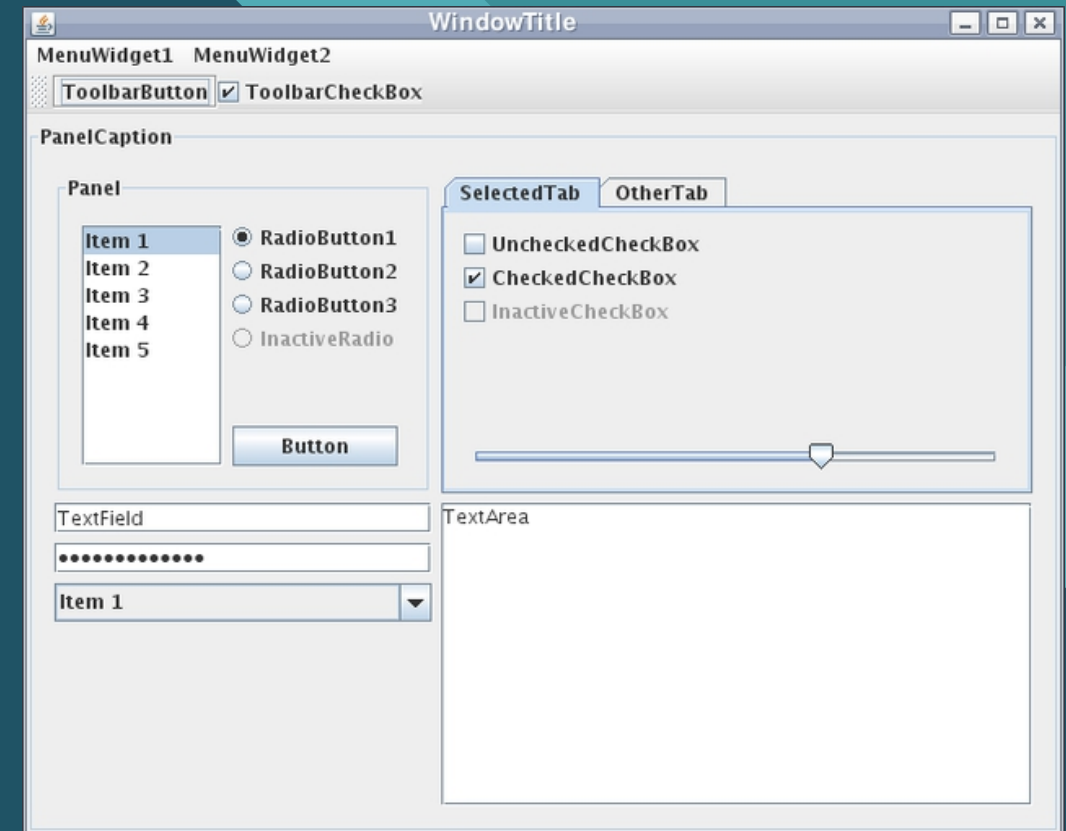 WindowTitle
MenuWidget1 MenuWidget2
ToolbarButton ToolbarCheckBox
PanelCaption
Panel
Item 1
Item 2
Item 3
Item 4
Item 5
RadioButton1
RadioButton2
RadioButton3
InactiveRadio
Button
SelectedTab OtherTab
UncheckedCheckBox
CheckedCheckBox
InactiveCheckBox
TextField
•••••••••••••
Item 1
TextArea